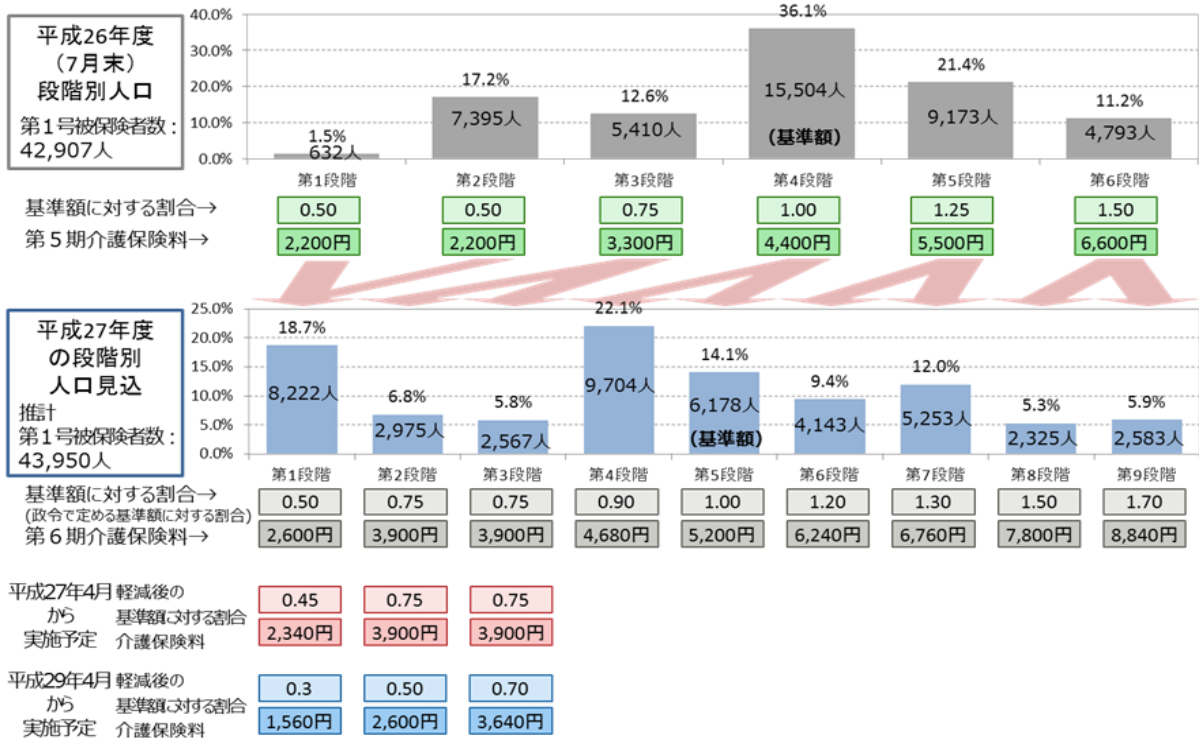 平成26年度
（7月末）
段階別人口
第１号被保険者数：
42,907人
40.0%
30.0%
20.0%
10.0%
0.0%
1.5% 17.2% 12.6% 36.1% 21.4% 11.2%
632人 7,395人 5,410人 15,504人 9,173人 4,793人
(基準額)
第1段階 第2段階 第3段階 第4段階 第5段階 第6段階
基準額に対する割合→ 0.50 0.50 0.75 1.00 1.25 1.50
第５期介護保険料→ 2,200円 2,200円 3,300円 4,400円 5,500円 6,600円
平成27年度
の段階別
人口見込
推計
第１号被保険者数：
43,950人
25.0%
20.0%
15.0%
10.0%
5.0%
0.0%
18.7% 6.8% 5.8% 22.1% 14.1% 9.4% 12.0% 5.3% 5.9%
8,222人 2,975人 2,567人 9,704人 6,178人 4,143人 5,253人 2,325人 2,583人
(基準額)
第1段階 第2段階 第3段階 第4段階 第5段階 第6段階 第7段階 第8段階 第9段階
基準額に対する割合→ 0.50 0.75 0.75 0.90 1.00 1.20 1.30 1.50 1.70
(政令で定める基準額に対する割合)
第６期介護保険料→ 2,600円 3,900円 3,900円 4,680円 5,200円 6,240円 6,760円 7,800円 8,840円
平成27年4月
から
実施予定
軽減後の
基準額に対する割合 0.45 0.75 0.75
介護保険料 2,340円 3,900円 3,900円
平成29年4月
から
実施予定
軽減後の
基準額に対する割合 0.3 0.50 0.70
介護保険料 1,560円 2,600円 3,640円